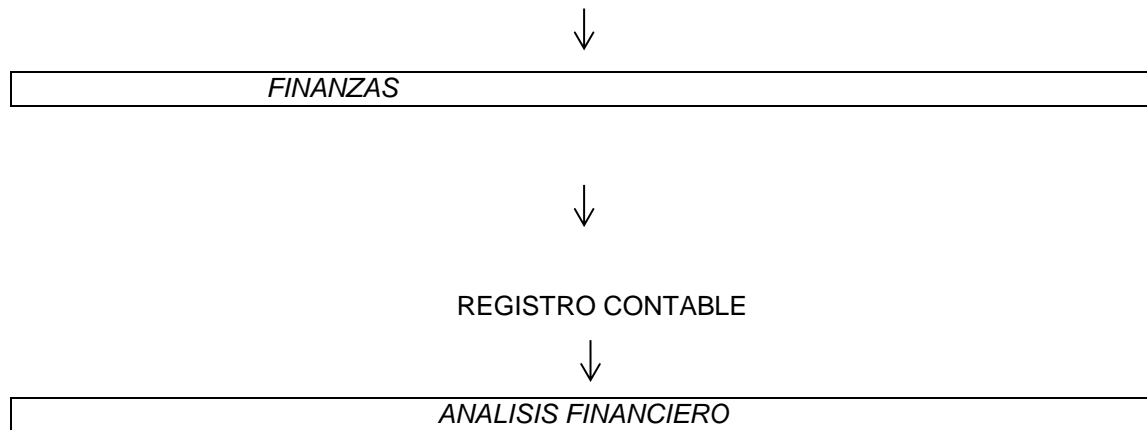 FINANZAS
REGISTRO CONTABLE
ANALISIS FINANCIERO